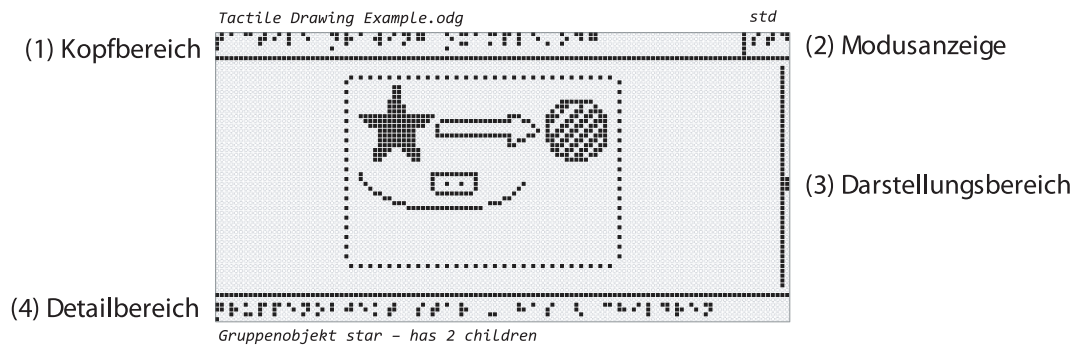 Tactile Drawing Example.odg
std
(1) Kopfbereich
(2) Modusanzeige
(3) Darstellungsbereich
(4) Detailbereich
Gruppenobjekt star – has 2 children